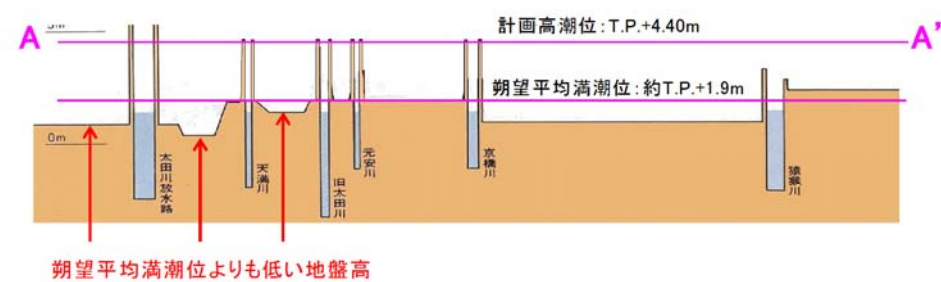 計画高潮位：T.P.+4.40m
A
A’
朔望平均満潮位：約T.P.+1.9m
0m
太田川放水路
天満川
旧太田川
元安川
京橋川
猿猴川
朔望平均満潮位よりも低い地盤高